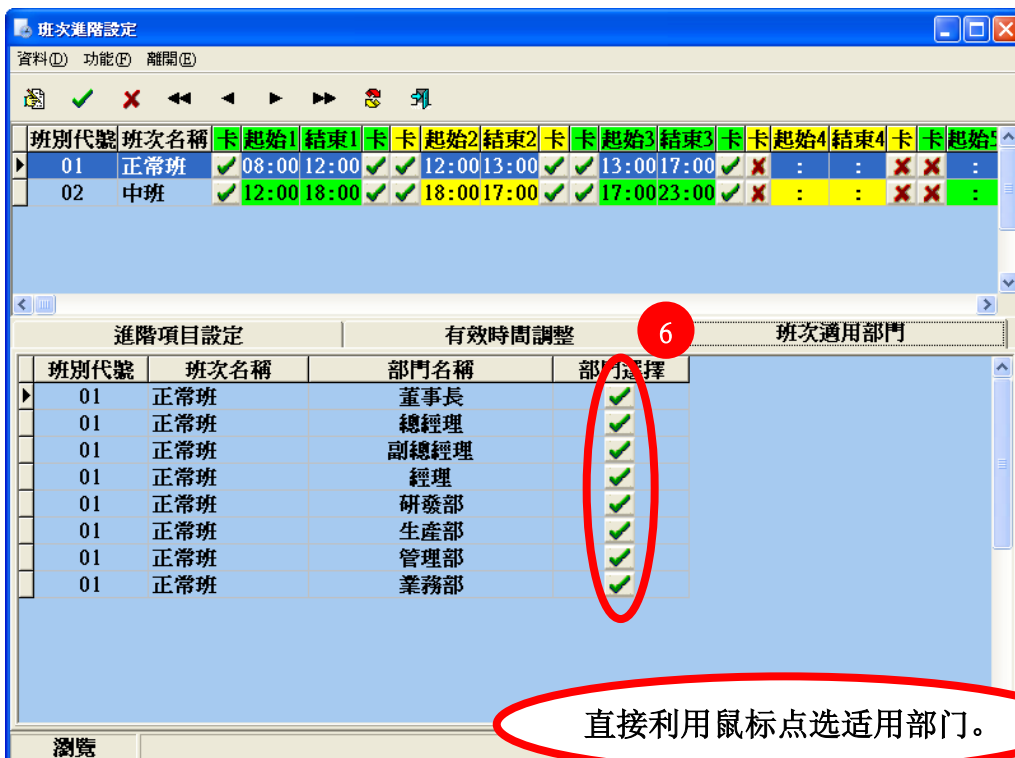 班次進階設定
資料(D) 功能(F) 離開(E)
班別代號 班次名稱 卡 起始1 結束1 卡 卡 起始2 結束2 卡 卡 起始3 結束3 卡 卡 起始4 結束4 卡 卡 起始5
01 正常班 08:00 12:00 12:00 13:00 13:00 17:00 : : :
02 中班 12:00 18:00 18:00 17:00 17:00 23:00 : : :
進階項目設定 有效時間調整 6 班次適用部門
班別代號 班次名稱 部門名稱 部門選擇
01 正常班 董事長
01 正常班 總經理
01 正常班 副總經理
01 正常班 經理
01 正常班 研發部
01 正常班 生產部
01 正常班 管理部
01 正常班 業務部
直接利用鼠标点选适用部门。
瀏覽